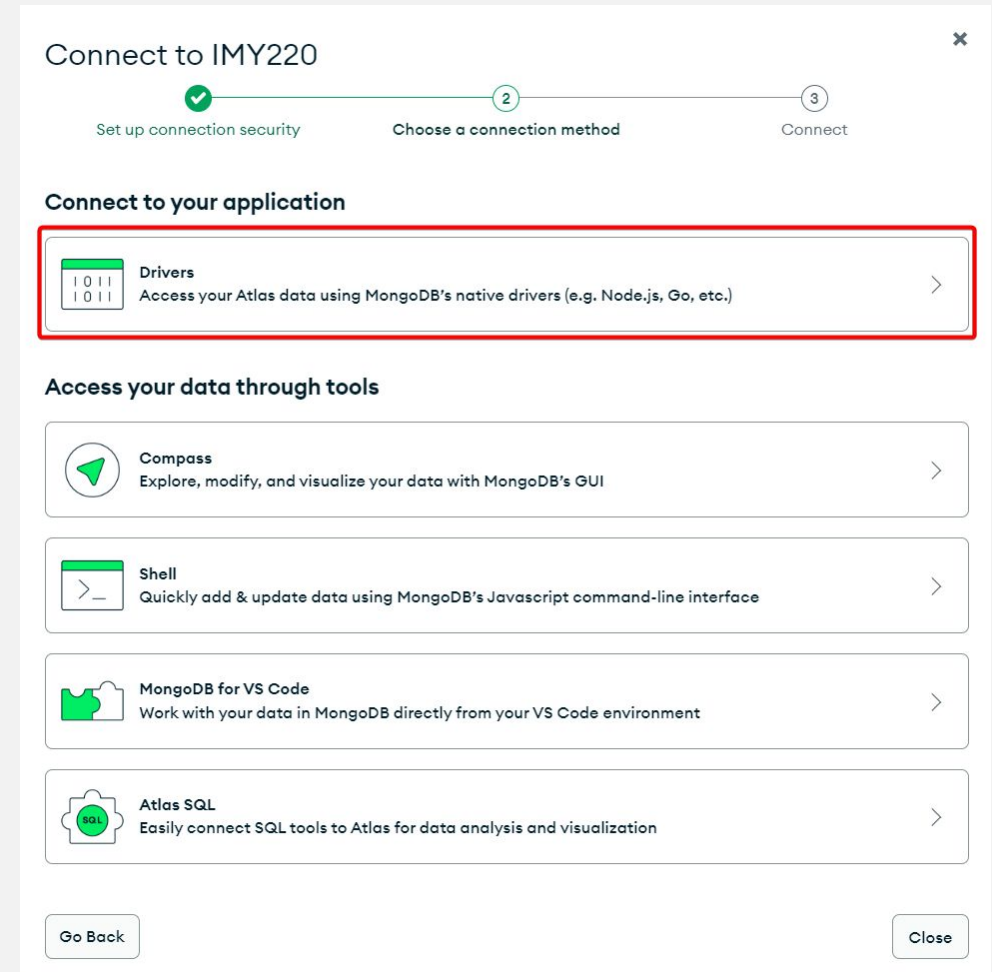 Connect to IMY220
2
3
Set up connection security
Choose a connection method
Connect
Connect to your application
1011
1011
Drivers
Access your Atlas data using MongoDB's native drivers (e.g. Node.js, Go, etc.)
Access your data through tools
Compass
Explore, modify, and visualize your data with MongoDB's GUI
Shell
Quickly add & update data using MongoDB's Javascript command-line interface
MongoDB for VS Code
Work with your data in MongoDB directly from your VS Code environment
SQL
Atlas SQL
Easily connect SQL tools to Atlas for data analysis and visualization
Go Back
Close